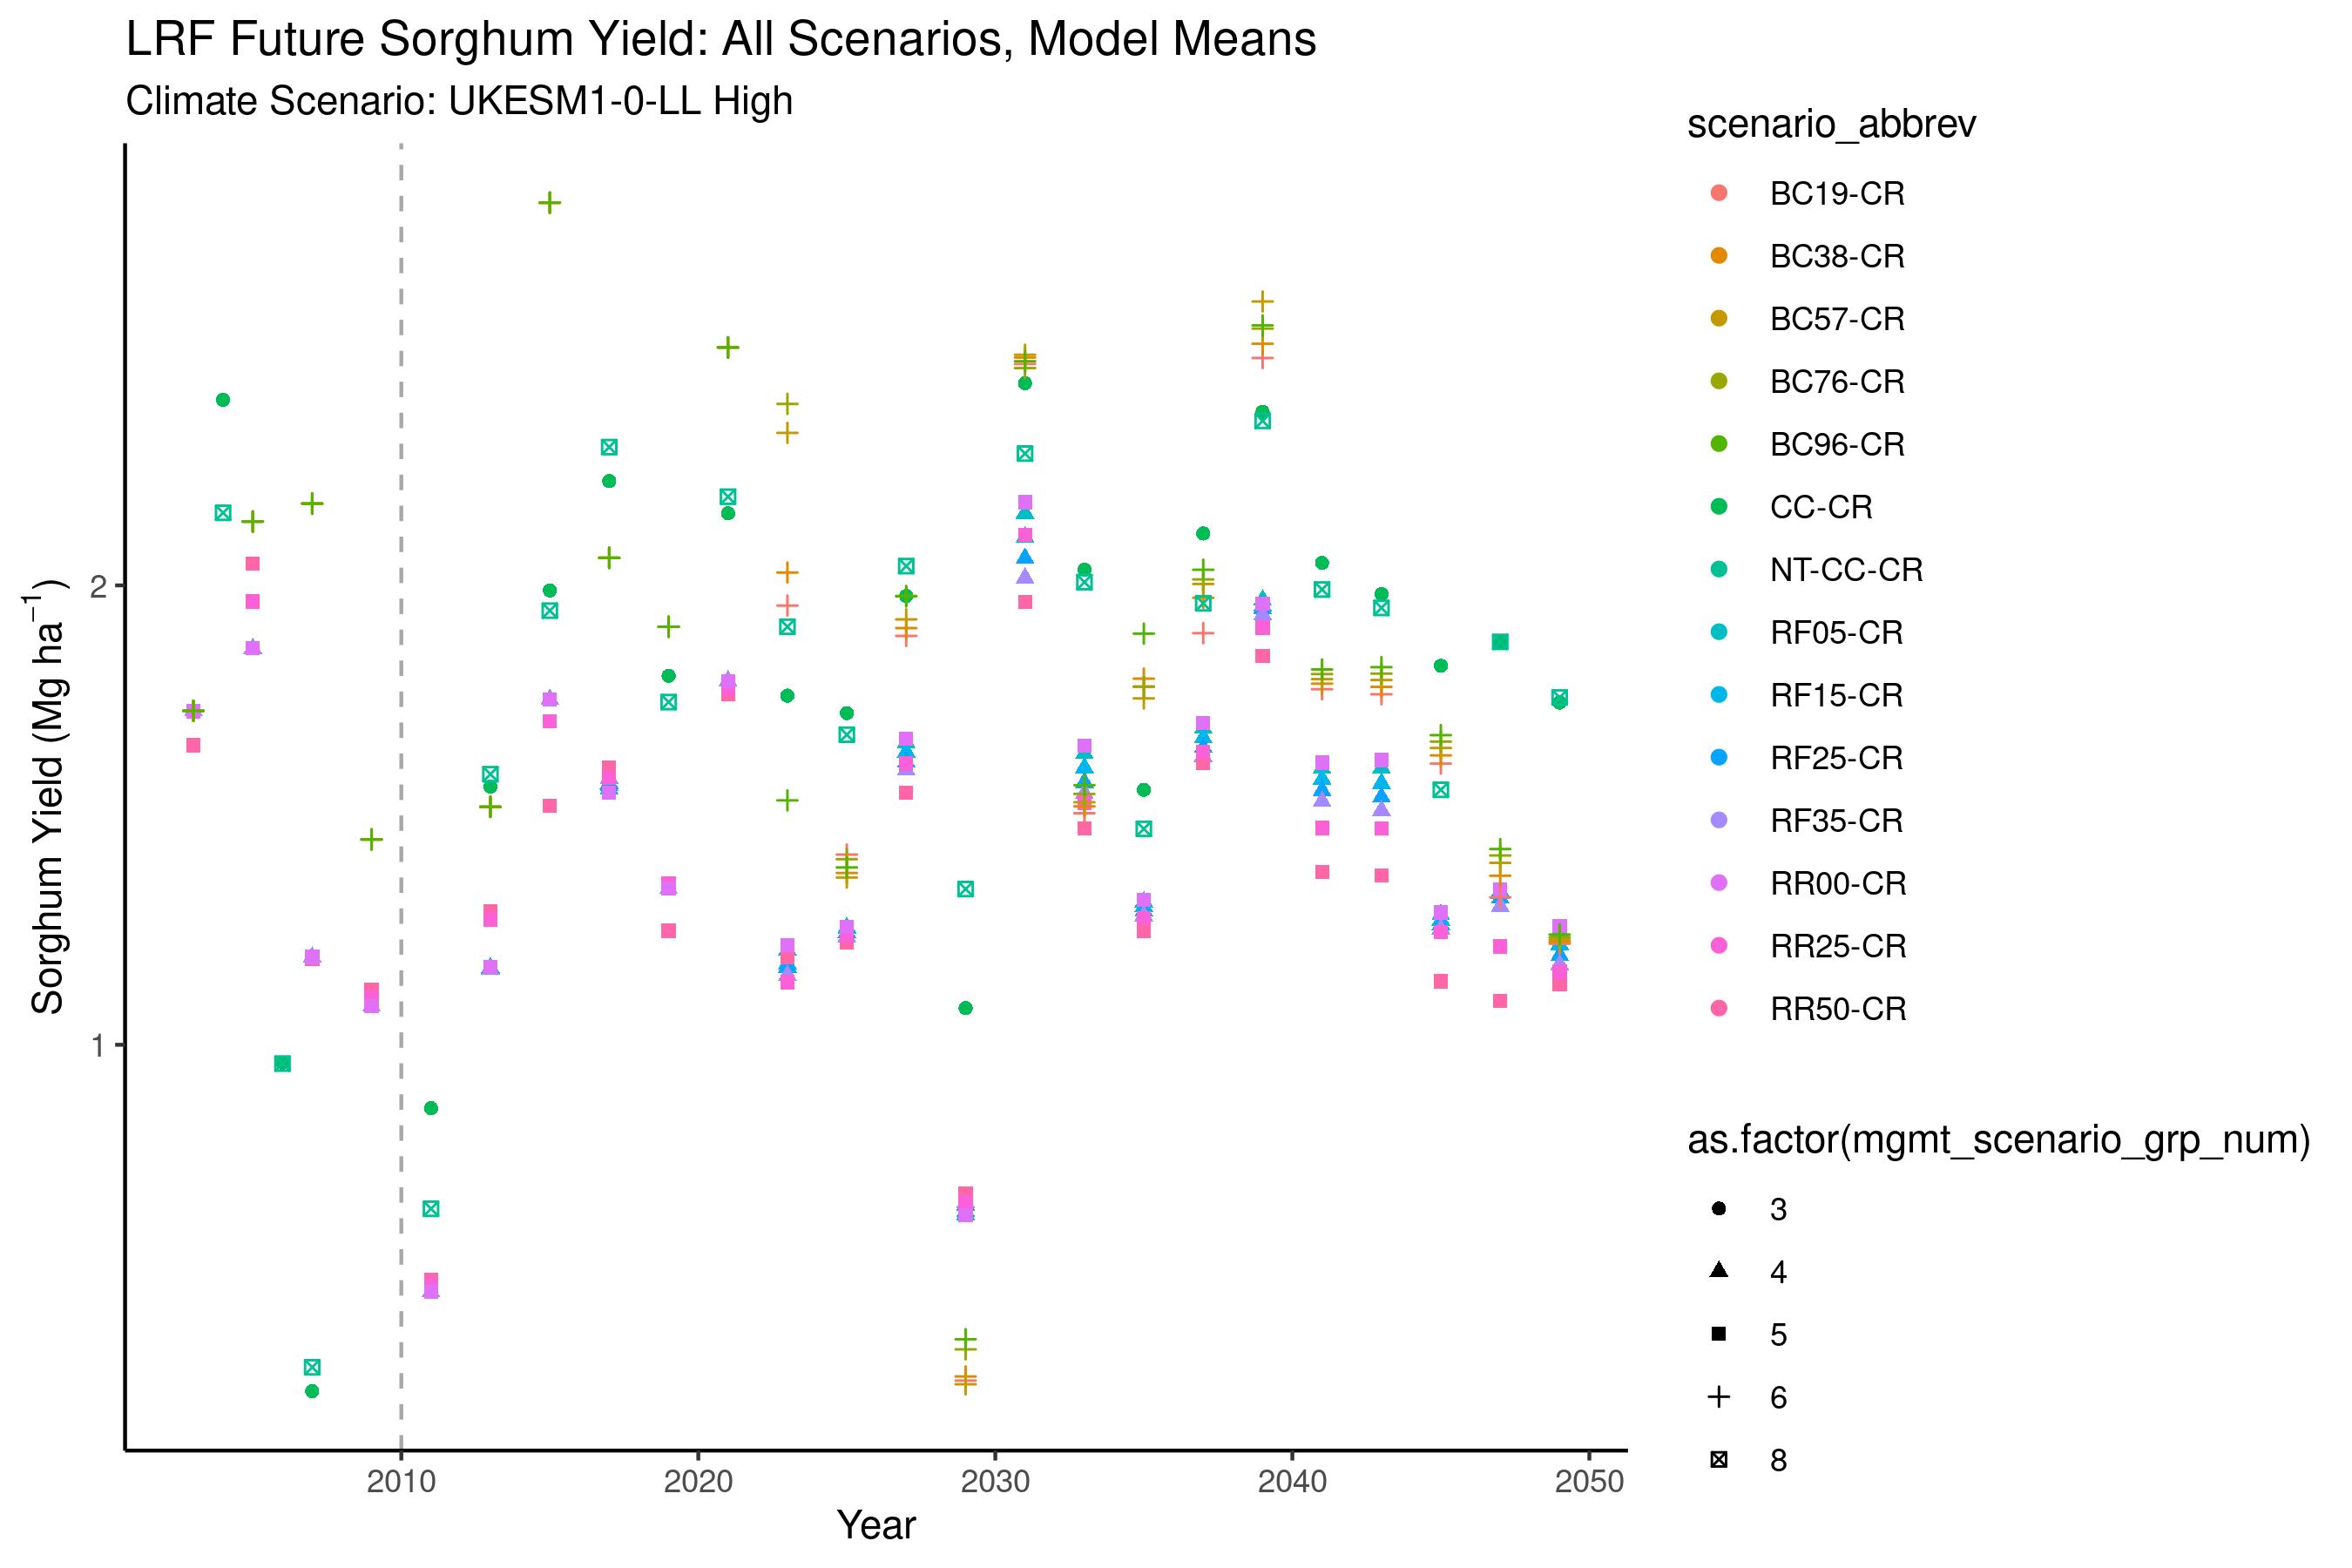 LRF Future Sorghum Yield: All Scenarios, Model Means
Climate Scenario: UKESM1-0-LL High
Sorghum Yield (Mg ha⁻¹)
2
1
2010
2020
2030
2040
2050
Year
scenario_abbrev
BC19-CR
BC38-CR
BC57-CR
BC76-CR
BC96-CR
CC-CR
NT-CC-CR
RF05-CR
RF15-CR
RF25-CR
RF35-CR
RR00-CR
RR25-CR
RR50-CR
as.factor(mgmt_scenario_grp_num)
3
4
5
6
8